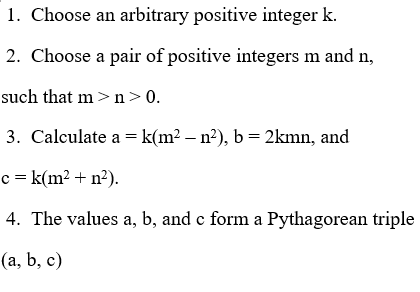 1. Choose an arbitrary positive integer k.
2. Choose a pair of positive integers m and n,
such that m > n > 0.
3. Calculate a = k(m² – n²), b = 2kmn, and
c = k(m² + n²).
4. The values a, b, and c form a Pythagorean triple
(a, b, c)